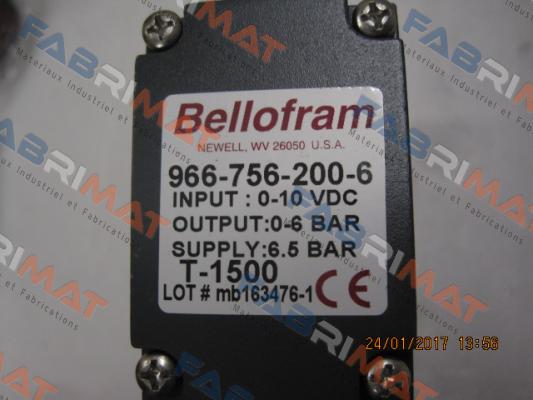 FABRIMAT
Materiaux Industriel et Fabrications
Bellofram
NEWELL, WV 26050 U.S.A.
966-756-200-6
INPUT : 0-10 VDC
OUTPUT:0-6 BAR
SUPPLY:6.5 BAR
T-1500
LOT # mb163476-1 CE
24/01/2017 13:56